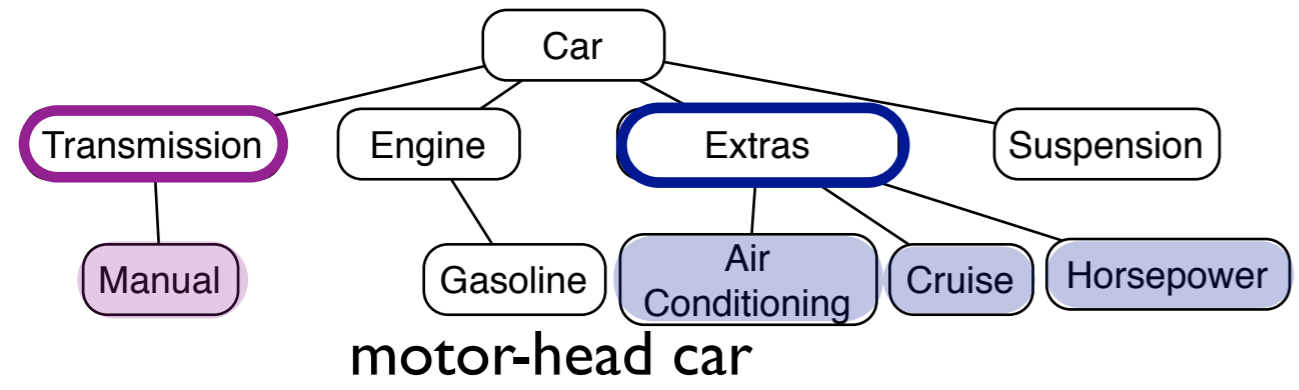 Car
Transmission
Engine
Extras
Suspension
Manual
Gasoline
Air
Conditioning
Cruise
Horsepower
motor-head car